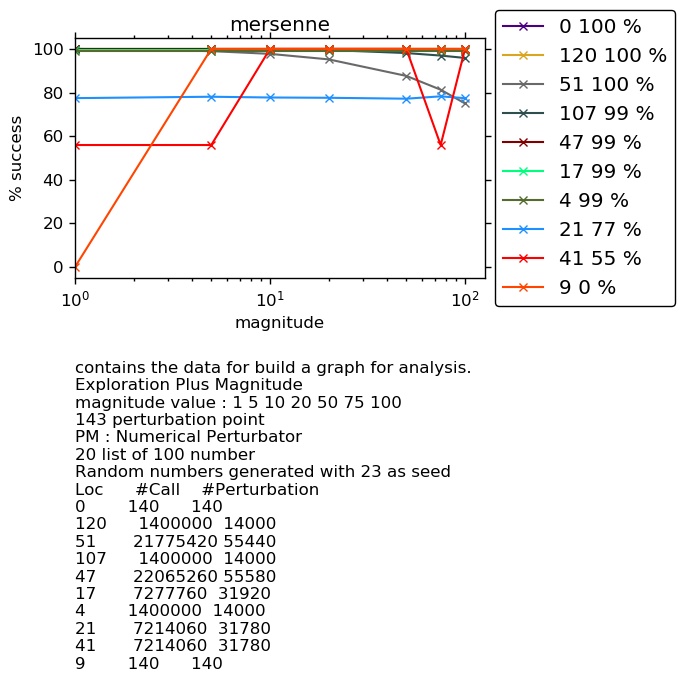 mersenne
% success
100
80
60
40
20
0
10^0
10^1
10^2
magnitude
0 100 %
120 100 %
51 100 %
107 99 %
47 99 %
17 99 %
4 99 %
21 77 %
41 55 %
9 0 %
contains the data for build a graph for analysis.
Exploration Plus Magnitude
magnitude value : 1 5 10 20 50 75 100
143 perturbation point
PM : Numerical Perturbator
20 list of 100 number
Random numbers generated with 23 as seed
Loc #Call #Perturbation
0 140 140
120 1400000 14000
51 21775420 55440
107 1400000 14000
47 22065260 55580
17 7277760 31920
4 1400000 14000
21 7214060 31780
41 7214060 31780
9 140 140